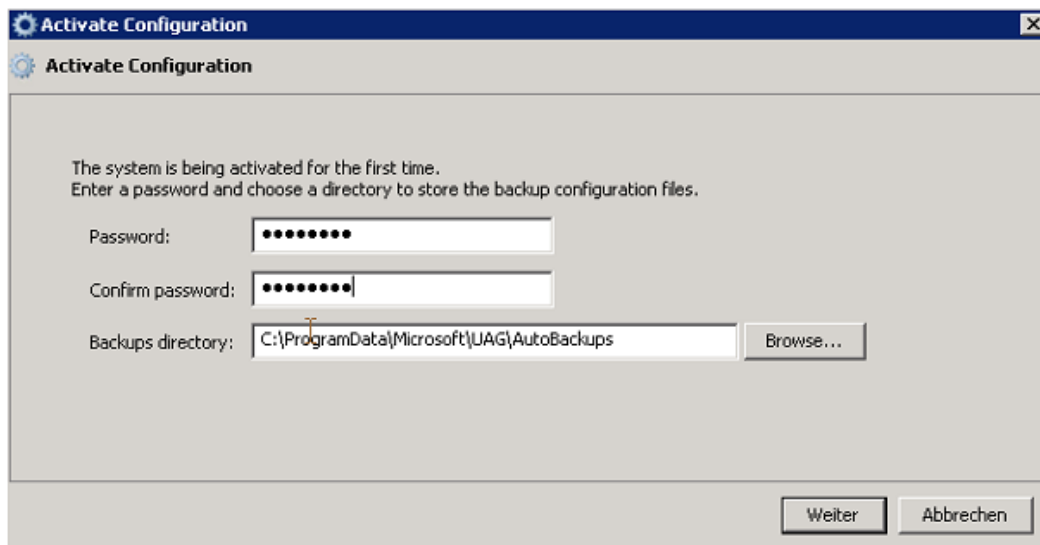 Activate Configuration
Activate Configuration
The system is being activated for the first time.
Enter a password and choose a directory to store the backup configuration files.
Password: ●●●●●●●●
Confirm password: ●●●●●●●●
Backups directory: C:\ProgramData\Microsoft\UAG\AutoBackups Browse...
Weiter Abbrechen